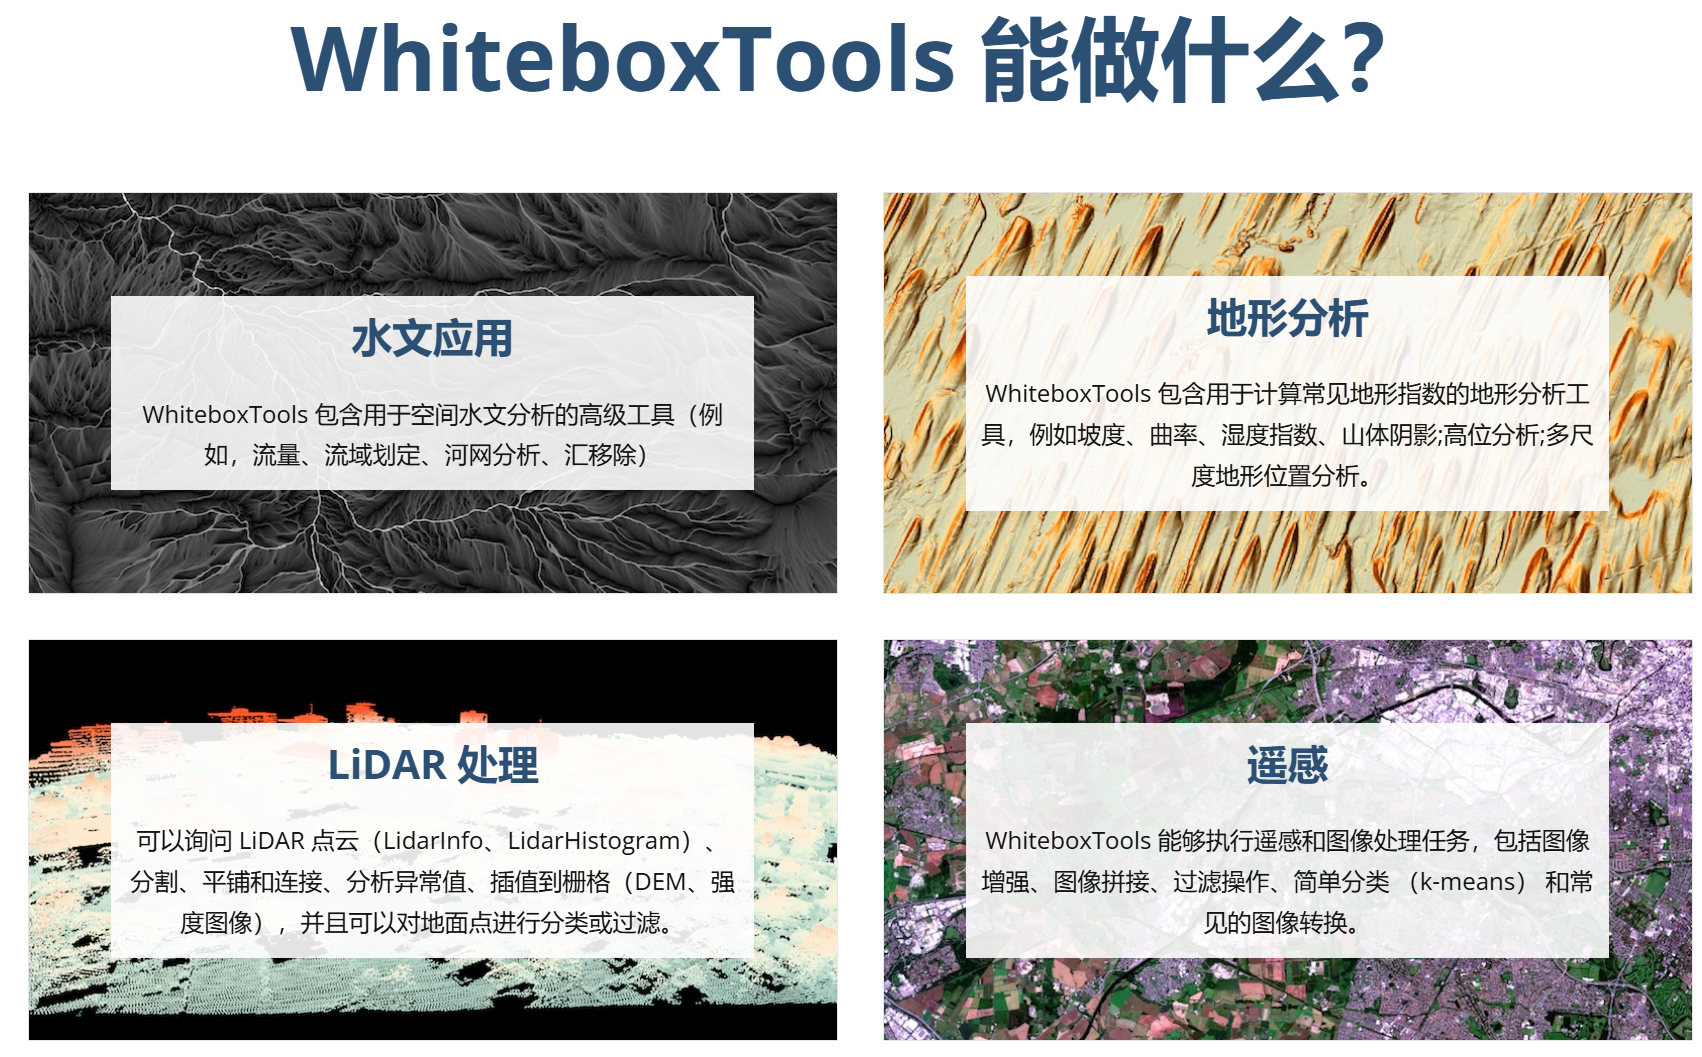 WhiteboxTools 能做什么？
水文应用
WhiteboxTools 包含用于空间水文分析的高级工具（例
如，流量、流域划定、河网分析、汇移除）
地形分析
WhiteboxTools 包含用于计算常见地形指数的地形分析工
具，例如坡度、曲率、湿度指数、山体阴影;高位分析;多尺
度地形位置分析。
LiDAR 处理
可以询问 LiDAR 点云（LidarInfo、LidarHistogram）、
分割、平铺和连接、分析异常值、插值到栅格（DEM、强
度图像），并且可以对地面点进行分类或过滤。
遥感
WhiteboxTools 能够执行遥感和图像处理任务，包括图像
增强、图像拼接、过滤操作、简单分类 （k-means） 和常
见的图像转换。